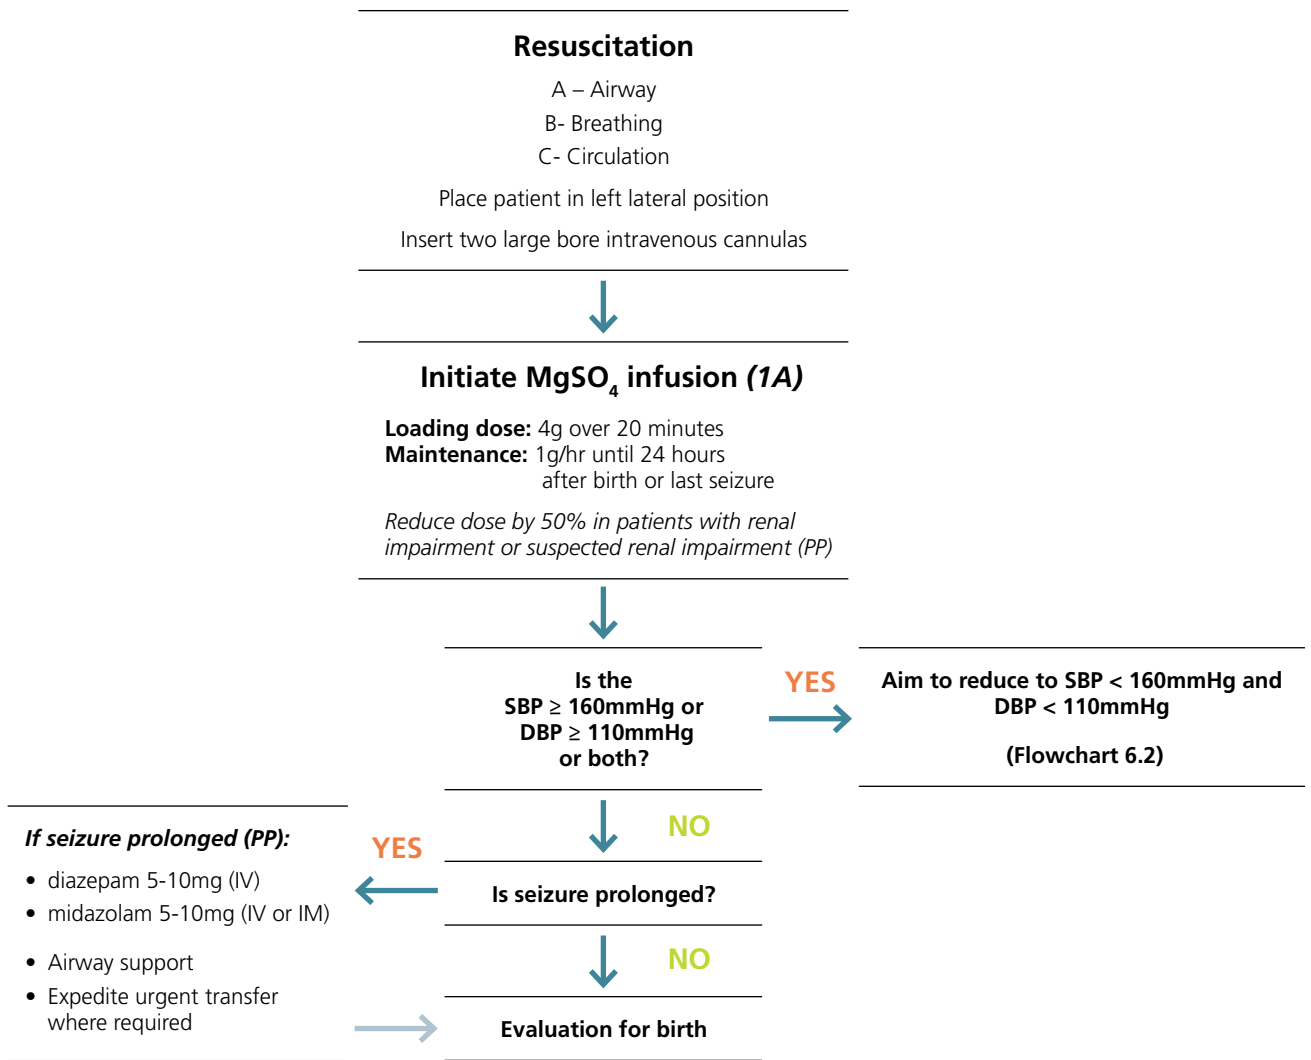 Resuscitation
A – Airway
B- Breathing
C- Circulation
Place patient in left lateral position
Insert two large bore intravenous cannulas
Initiate MgSO4 infusion (1A)
Loading dose: 4g over 20 minutes
Maintenance: 1g/hr until 24 hours
after birth or last seizure
Reduce dose by 50% in patients with renal
impairment or suspected renal impairment (PP)
Is the
SBP ≥ 160mmHg or
DBP ≥ 110mmHg
or both?
YES
Aim to reduce to SBP < 160mmHg and
DBP < 110mmHg
(Flowchart 6.2)
NO
Is seizure prolonged?
YES
If seizure prolonged (PP):
• diazepam 5-10mg (IV)
• midazolam 5-10mg (IV or IM)
• Airway support
• Expedite urgent transfer
where required
NO
Evaluation for birth